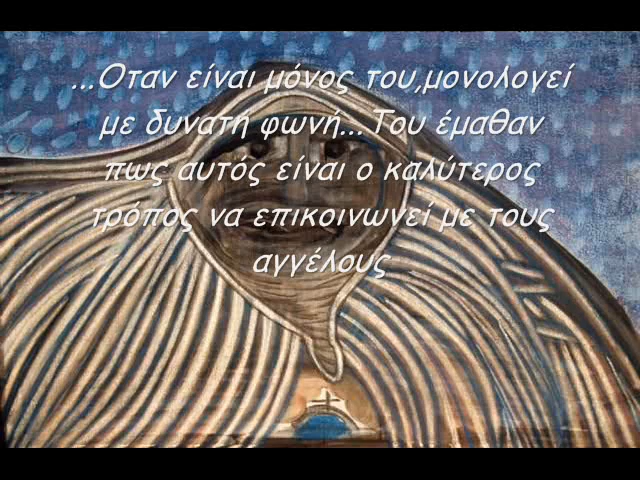 ...Οταν είναι μόνος του,μονολογεί
με δυνατή φωνή...Του έμαθαν
πως αυτός είναι ο καλύτερος
τρόπος να επικοινωνεί με τους
αγγέλους